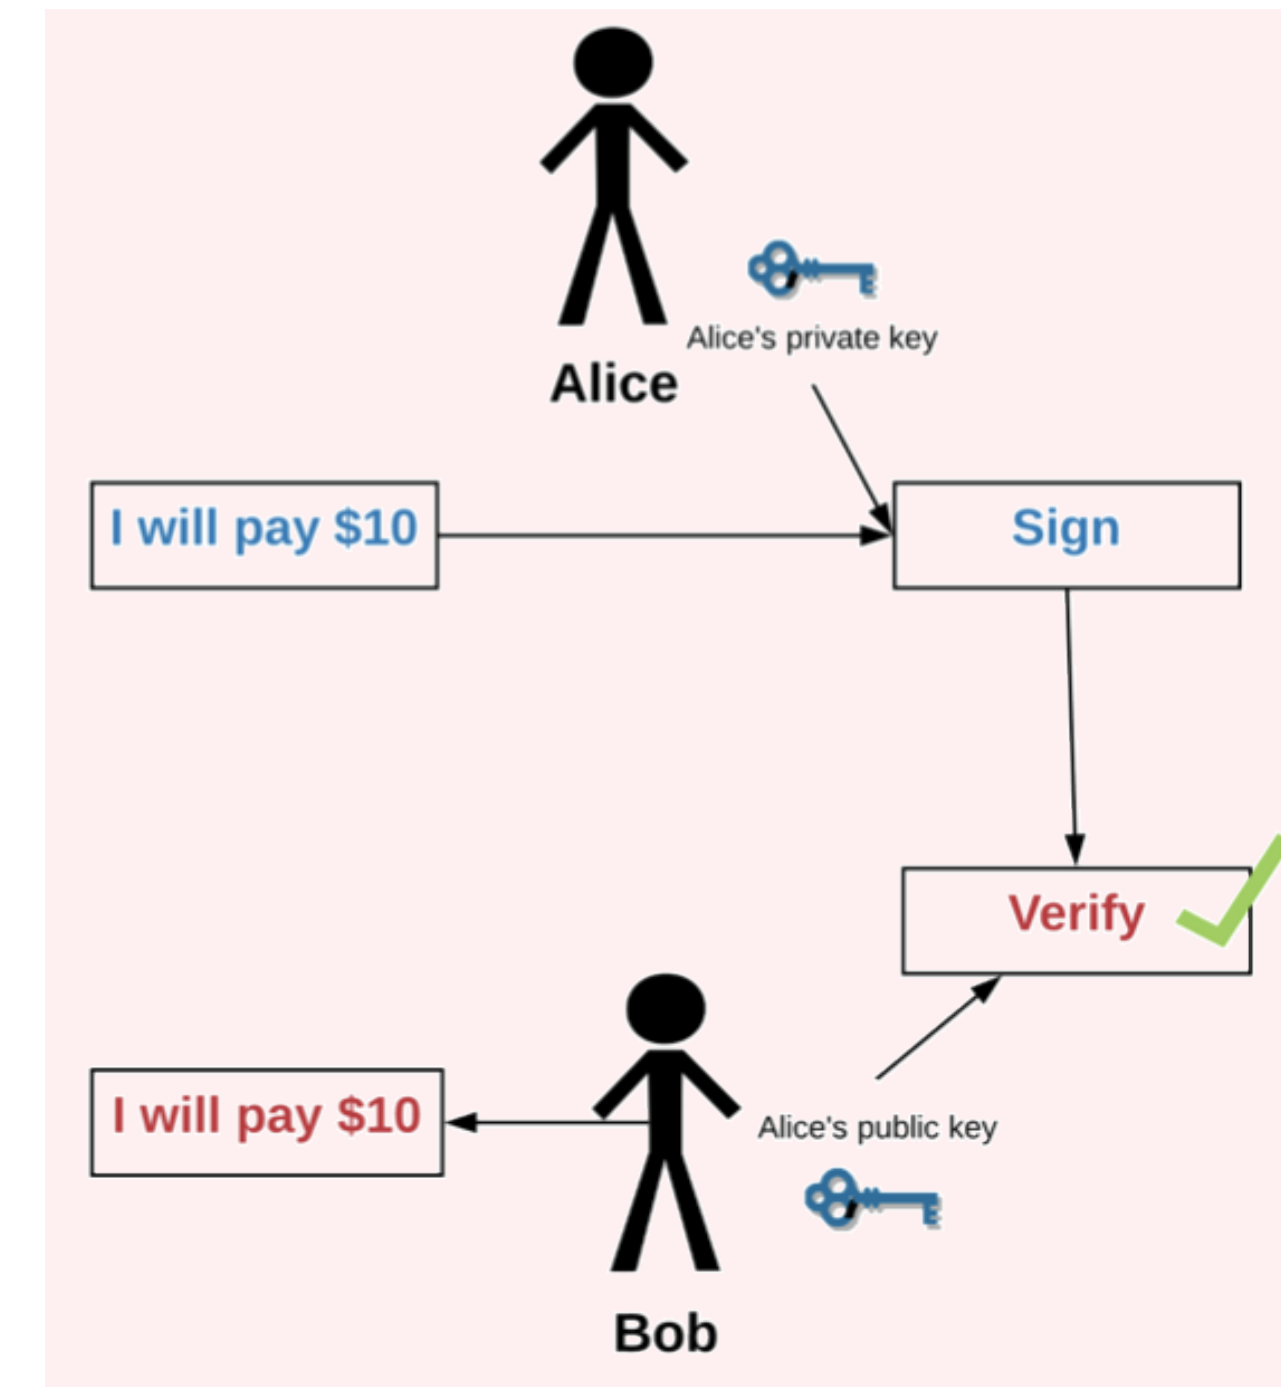 Alice's private key
Alice
I will pay $10
Sign
Verify
I will pay $10
Alice's public key
Bob